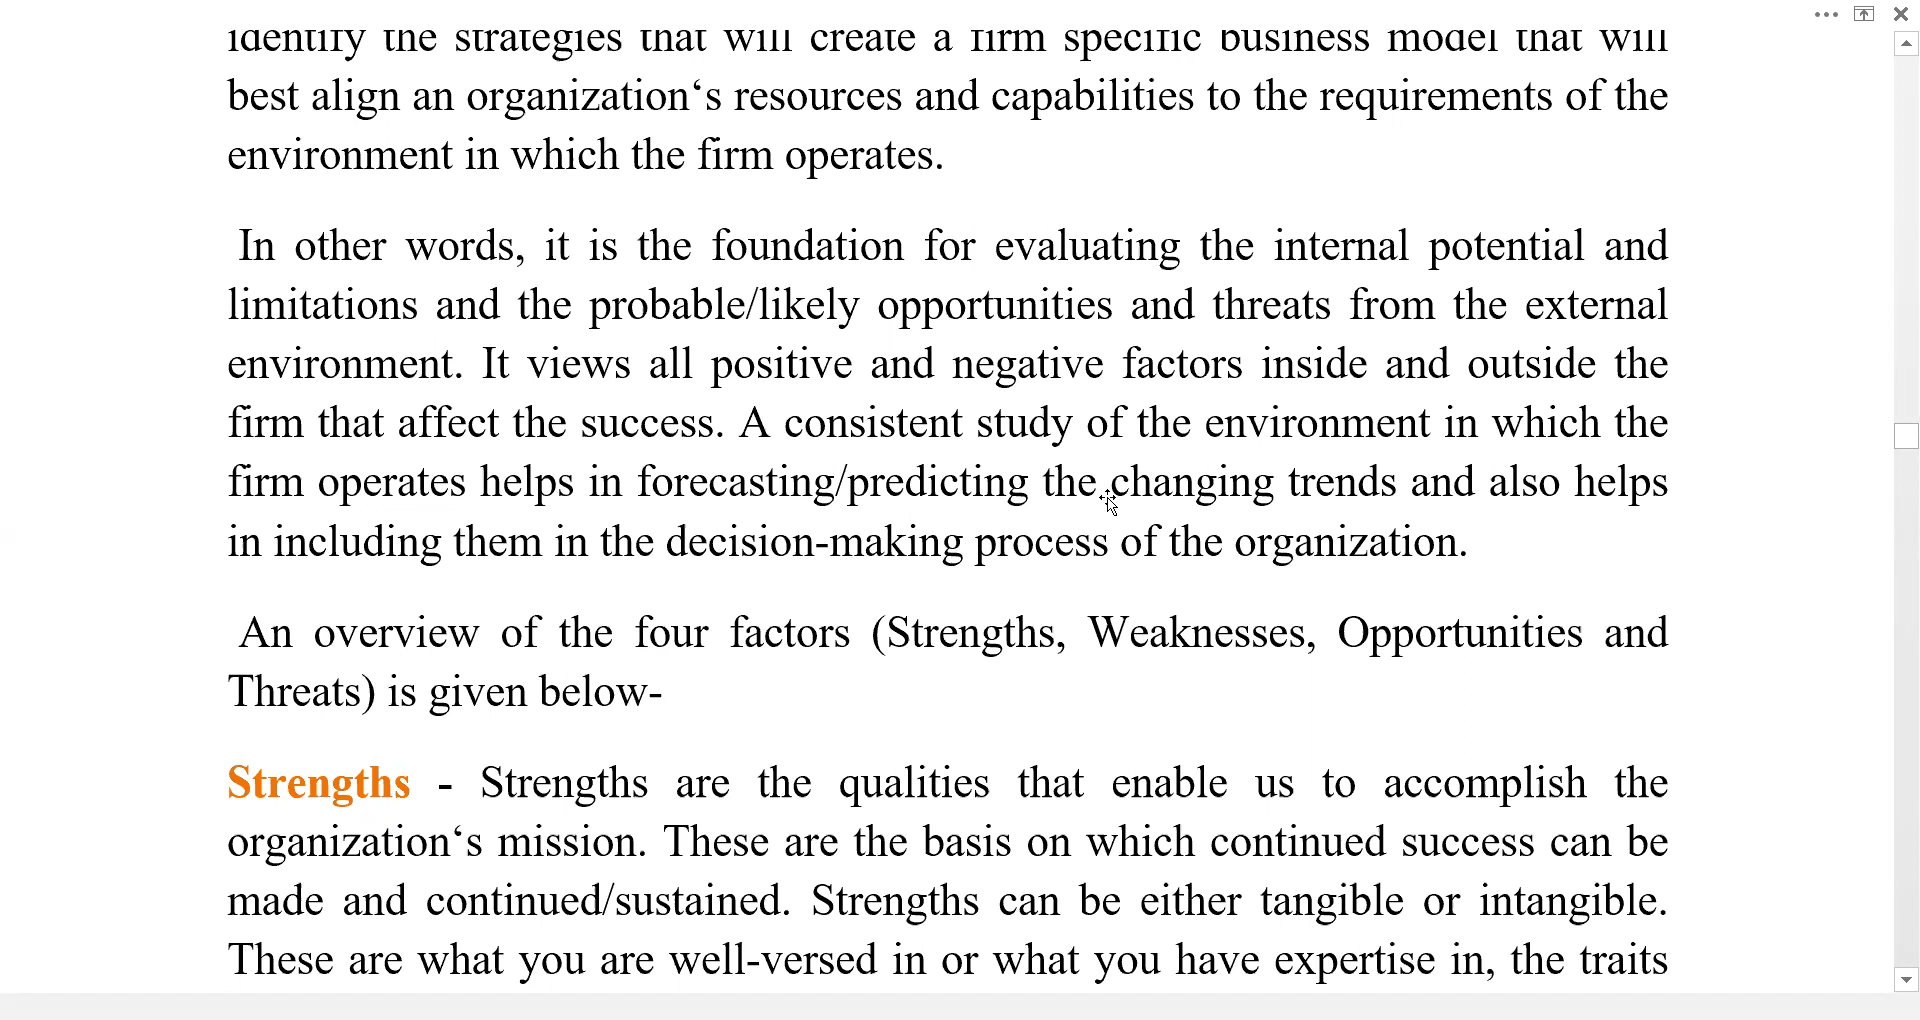 identify the strategies that will create a firm specific business model that will
best align an organization‘s resources and capabilities to the requirements of the
environment in which the firm operates.
In other words, it is the foundation for evaluating the internal potential and
limitations and the probable/likely opportunities and threats from the external
environment. It views all positive and negative factors inside and outside the
firm that affect the success. A consistent study of the environment in which the
firm operates helps in forecasting/predicting the changing trends and also helps
in including them in the decision-making process of the organization.
An overview of the four factors (Strengths, Weaknesses, Opportunities and
Threats) is given below-
Strengths - Strengths are the qualities that enable us to accomplish the
organization‘s mission. These are the basis on which continued success can be
made and continued/sustained. Strengths can be either tangible or intangible.
These are what you are well-versed in or what you have expertise in, the traits